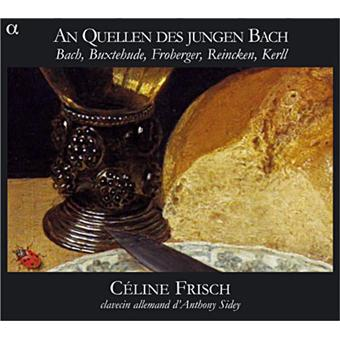 α
AN QUELLEN DES JUNGEN BACH
Bach, Buxtehude, Froberger, Reincken, Kerll
CÉLINE FRISCH
clavecin allemand d'Anthony Sidey